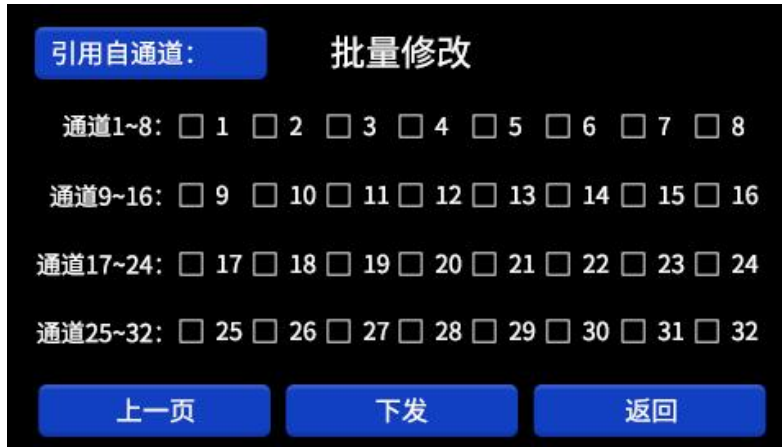 引用自通道： 批量修改
通道1~8： 1 2 3 4 5 6 7 8
通道9~16： 9 10 11 12 13 14 15 16
通道17~24： 17 18 19 20 21 22 23 24
通道25~32： 25 26 27 28 29 30 31 32
上一页 下发 返回